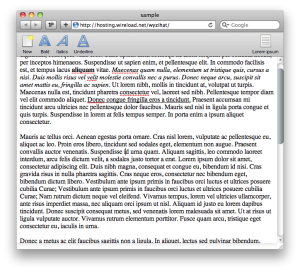 sample
http://hosting.wireload.net/wyzihat/
Google
New Bold Italics Underline Lorem ipsum
per inceptos himenaeos. Suspendisse ut sapien enim, et pellentesque elit. In commodo facilisis
est, et tempus lacus aliquam vitae. Maecenas quam nulla, elementum ut tristique quis, cursus a
nisi. Duis mollis risus vel velit molestie convallis nec a purus. Donec neque arcu, suscipit sit
amet mattis eu, fringilla ac sapien. Ut lorem nibh, mollis in tincidunt at, volutpat ut turpis.
Maecenas nulla est, tincidunt pharetra consectetur vel, laoreet sed nibh. Pellentesque tempor diam
vel elit commodo aliquet. Donec congue fringilla eros a tincidunt. Praesent accumsan mi
tincidunt arcu ultricies nec pellentesque dolor faucibus. Mauris sed nisl in ligula porta congue ut
quis turpis. Suspendisse in lorem at felis tempus semper. In porta enim a ipsum aliquet
consectetur.
Mauris ac tellus orci. Aenean egestas porta ornare. Cras nisl lorem, vulputate ac pellentesque eu,
aliquet ac leo. Proin eros libero, tincidunt sed sodales eget, elementum non augue. Praesent
convallis auctor venenatis. Suspendisse id urna quam. Aliquam sagittis, leo commodo laoreet
interdum, arcu felis dictum velit, a sodales justo tortor a erat. Lorem ipsum dolor sit amet,
consectetur adipiscing elit. Duis nibh magna, consequat ut congue eu, bibendum id nisi. Cras
gravida risus in nulla pharetra sagittis. Cras neque eros, consectetur nec bibendum eget,
bibendum dictum libero. Vestibulum ante ipsum primis in faucibus orci luctus et ultrices posuere
cubilia Curae; Vestibulum ante ipsum primis in faucibus orci luctus et ultrices posuere cubilia
Curae; Nam rutrum dictum neque vel eleifend. Vivamus tempus, lorem vel ultricies ullamcorper,
ante risus imperdiet massa, nec aliquam orci ipsum ut nisl. Aliquam id justo eu lorem dapibus
tincidunt. Donec suscipit consequat metus, sed venenatis lorem malesuada sit amet. Ut at risus ut
ligula vulputate auctor. Vivamus rutrum elementum porttitor. Fusce quam arcu, tristique eget
consectetur eu, iaculis in urna.
Donec a metus ac elit faucibus sagittis non a ligula. In aliquet, lectus sed pulvinar bibendum,